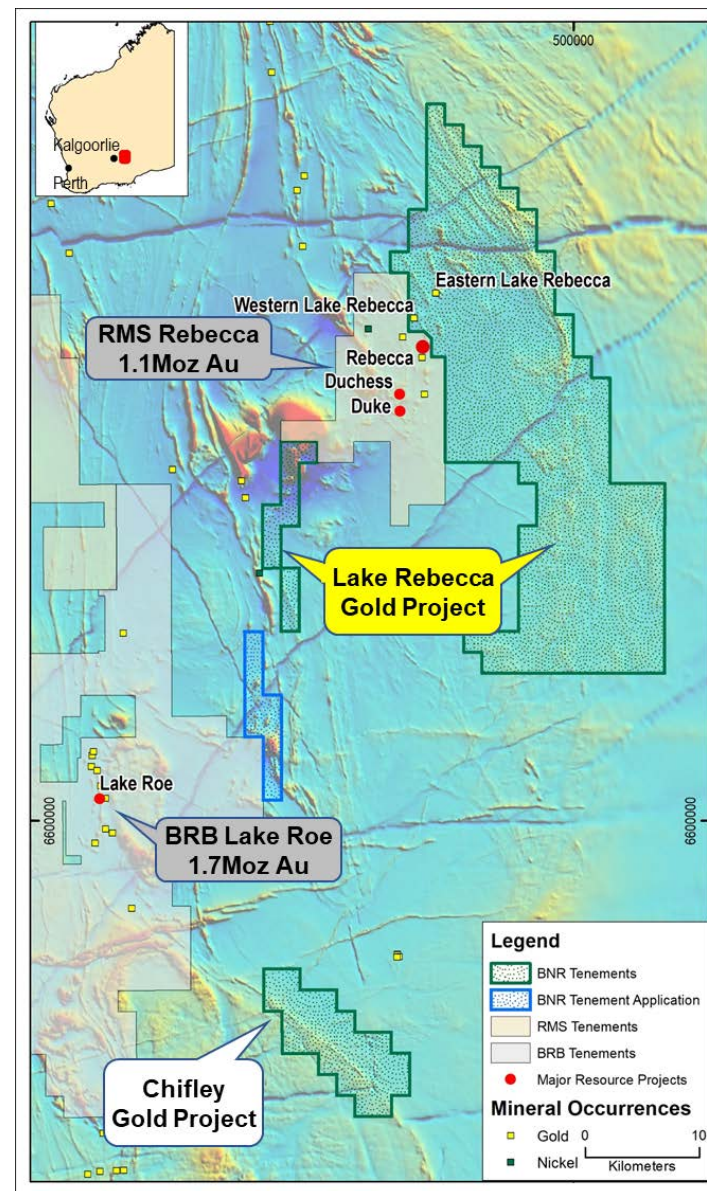 500000
Kalgoorlie
Perth
Eastern Lake Rebecca
Western Lake Rebecca
RMS Rebecca
1.1Moz Au
Rebecca
Duchess
Duke
Lake Rebecca
Gold Project
Lake Roe
6600000
6600000
BRB Lake Roe
1.7Moz Au
Chifley
Gold Project
Legend
BNR Tenements
BNR Tenement Application
RMS Tenements
BRB Tenements
Major Resource Projects
Mineral Occurrences
Gold
Nickel
0 10
Kilometers